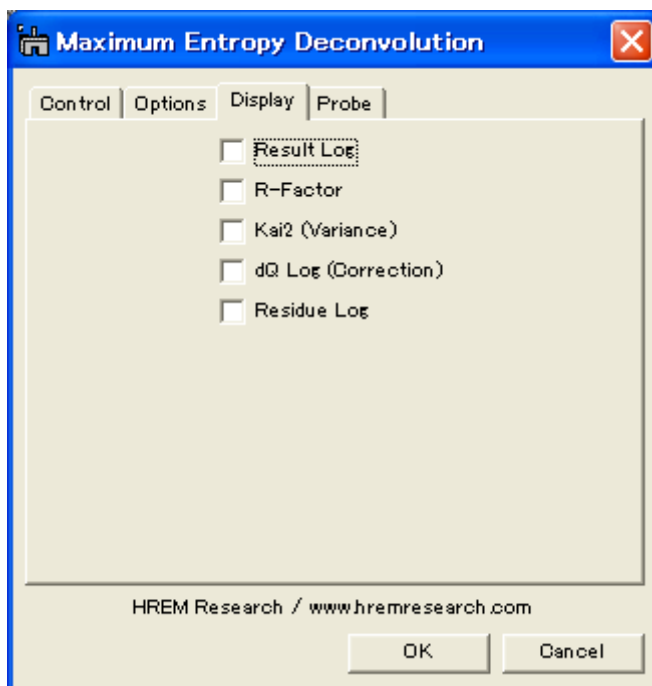 Maximum Entropy Deconvolution
Control Options Display Probe
Result Log
R-Factor
Kai2 (Variance)
dQ Log (Correction)
Residue Log
HREM Research / www.hremresearch.com
OK Cancel